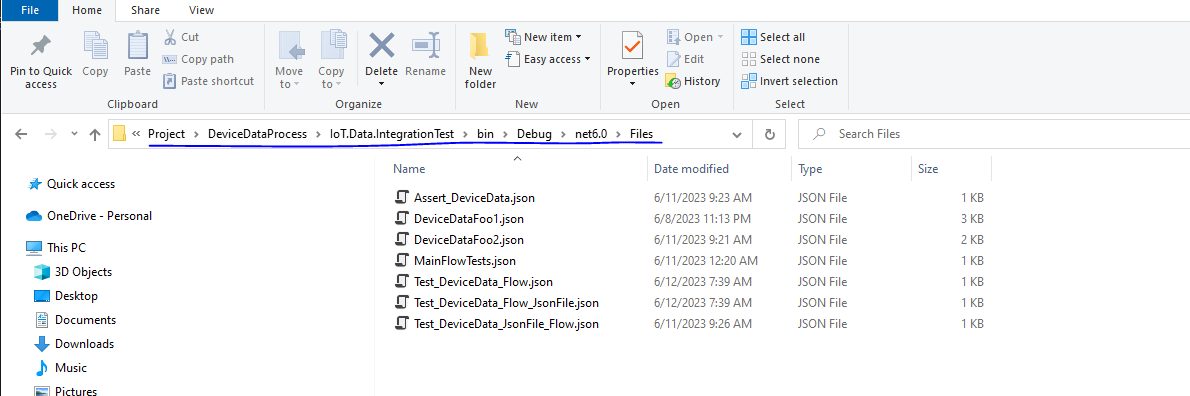 File Home Share View
Pin to Quick access
Copy
Paste
Cut
Copy path
Paste shortcut
Clipboard
Move to
Copy to
Delete
Rename
Organize
New folder
New item
Easy access
New
Properties
Open
Edit
History
Open
Select all
Select none
Invert selection
Select
« Project > DeviceDataProcess > IoT.Data.IntegrationTest > bin > Debug > net6.0 > Files
Search Files
Quick access
OneDrive - Personal
This PC
3D Objects
Desktop
Documents
Downloads
Music
Pictures
Name Date modified Type Size
Assert_DeviceData.json 6/11/2023 9:23 AM JSON File 1 KB
DeviceDataFoo1.json 6/8/2023 11:13 PM JSON File 3 KB
DeviceDataFoo2.json 6/11/2023 9:21 AM JSON File 2 KB
MainFlowTests.json 6/11/2023 12:20 AM JSON File 1 KB
Test_DeviceData_Flow.json 6/12/2023 7:39 AM JSON File 1 KB
Test_DeviceData_Flow_JsonFile.json 6/12/2023 7:39 AM JSON File 1 KB
Test_DeviceData_JsonFile_Flow.json 6/11/2023 9:26 AM JSON File 1 KB